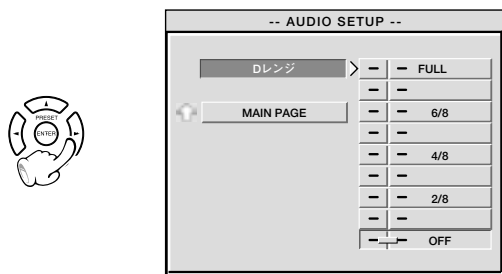 -- AUDIO SETUP --
Dレンジ
FULL
MAIN PAGE
6/8
4/8
2/8
OFF
PRESET
ENTER